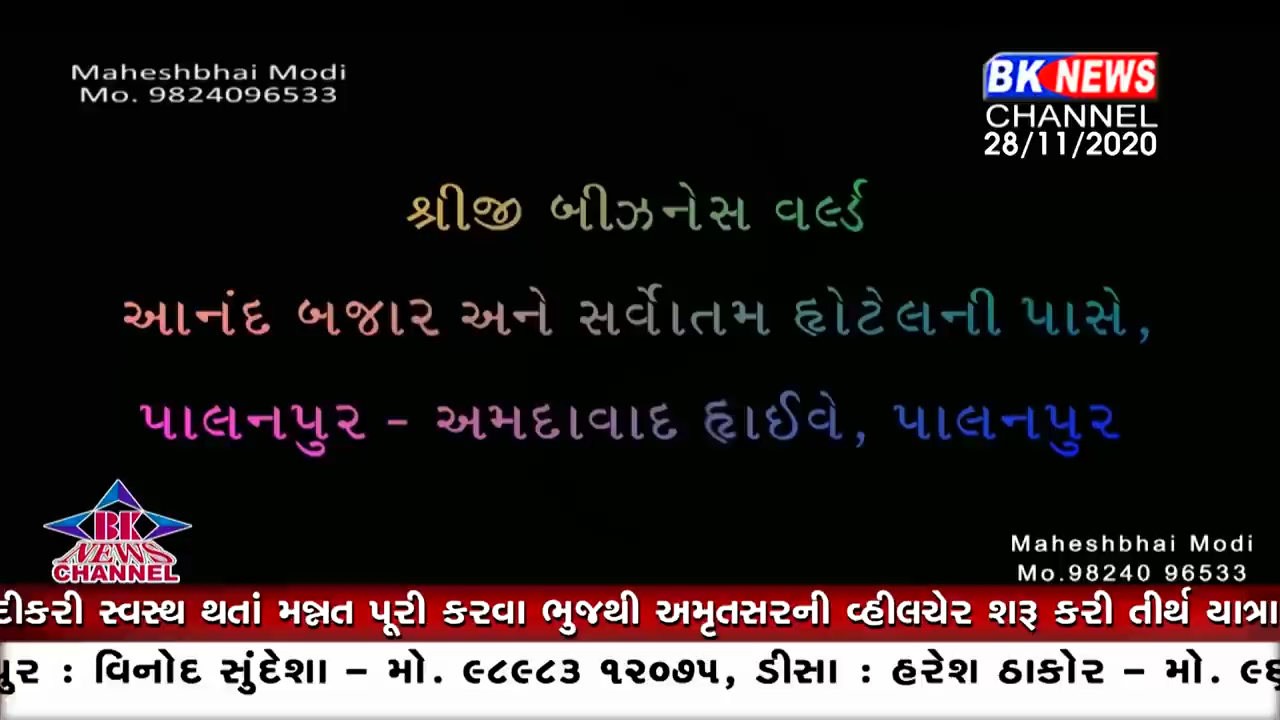 Maheshbhai Modi
Mo. 9824096533
BK NEWS
CHANNEL
28/11/2020
શ્રીજી બીઝનેસ વર્લ્ડ
આનંદ બજાર અને સર્વોતમ હોટેલની પાસે,
પાલનપુર - અમદાવાદ હાઈવે, પાલનપુર
BK
NEWS
CHANNEL
Maheshbhai Modi
Mo.98240 96533
દીકરી સ્વસ્થ થતાં મન્નત પૂરી કરવા ભુજથી અમૃતસરની વ્હીલચેર શરૂ કરી તીર્થ યાત્રા
: વિનોદ સુંદેશા – મો. ૯૮૯૮૩ ૧૨૦૭૫, ડીસા : હરેશ ઠાકોર – મો.